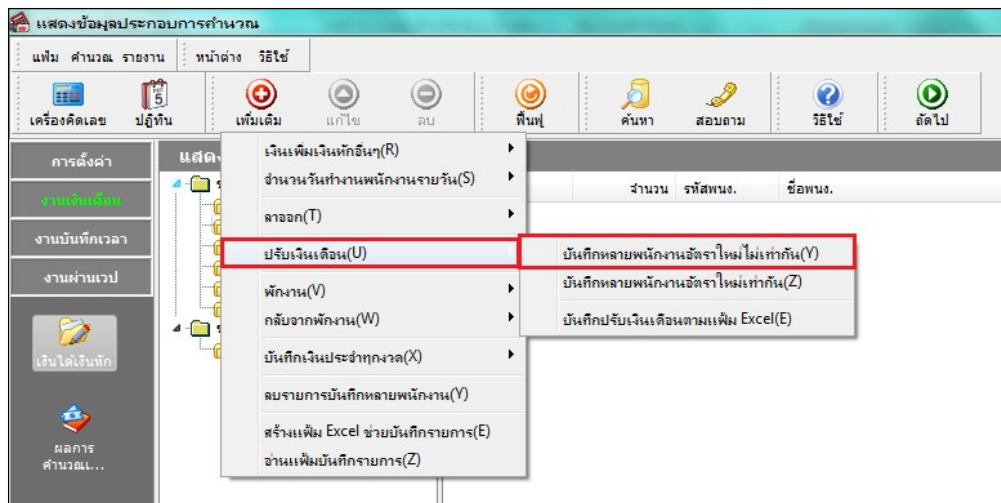 แสดงข้อมูลประกอบการคำนวณ
แฟ้ม คำนวณ รายงาน หน้าต่าง วิธีใช้
5
เครื่องคิดเลข ปฏิทิน เพิ่มเติม แก้ไข ลบ ฟื้นฟู ค้นหา สอบถาม วิธีใช้ ถัดไป
การตั้งค่า
งานเงินเดือน
งานบันทึกเวลา
งานผ่านเวป
เงินได้เงินหัก
ผลการ
คำนวณแ...
แสดง
จำนวน รหัสพนง. ชื่อพนง.
เงินเพิ่มเงินหักอื่นๆ(R)
จำนวนวันทำงานพนักงานรายวัน(S)
ลาออก(T)
ปรับเงินเดือน(U)
พักงาน(V)
กลับจากพักงาน(W)
บันทึกเงินประจำทุกงวด(X)
ลบรายการบันทึกหลายพนักงาน(Y)
สร้างแฟ้ม Excel ช่วยบันทึกรายการ(E)
อ่านแฟ้มบันทึกรายการ(Z)
บันทึกหลายพนักงานอัตราใหม่ไม่เท่ากัน(Y)
บันทึกหลายพนักงานอัตราใหม่เท่ากัน(Z)
บันทึกปรับเงินเดือนตามแฟ้ม Excel(E)